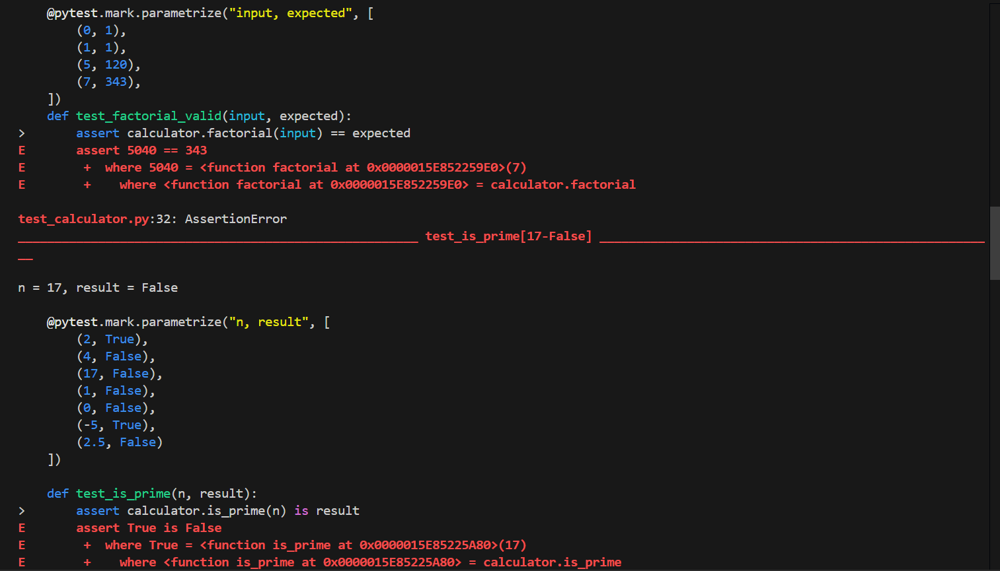 @pytest.mark.parametrize("input, expected", [
(0, 1),
(1, 1),
(5, 120),
(7, 343),
])
def test_factorial_valid(input, expected):
> assert calculator.factorial(input) == expected
E assert 5040 == 343
E + where 5040 = <function factorial at 0x0000015E852259E0>(7)
E + where <function factorial at 0x0000015E852259E0> = calculator.factorial
test_calculator.py:32: AssertionError
_______________________________________________________ test_is_prime[17-False] _____________________________________________________
__
n = 17, result = False
@pytest.mark.parametrize("n, result", [
(2, True),
(4, False),
(17, False),
(1, False),
(0, False),
(-5, True),
(2.5, False)
])
def test_is_prime(n, result):
> assert calculator.is_prime(n) is result
E assert True is False
E + where True = <function is_prime at 0x0000015E85225A80>(17)
E + where <function is_prime at 0x0000015E85225A80> = calculator.is_prime